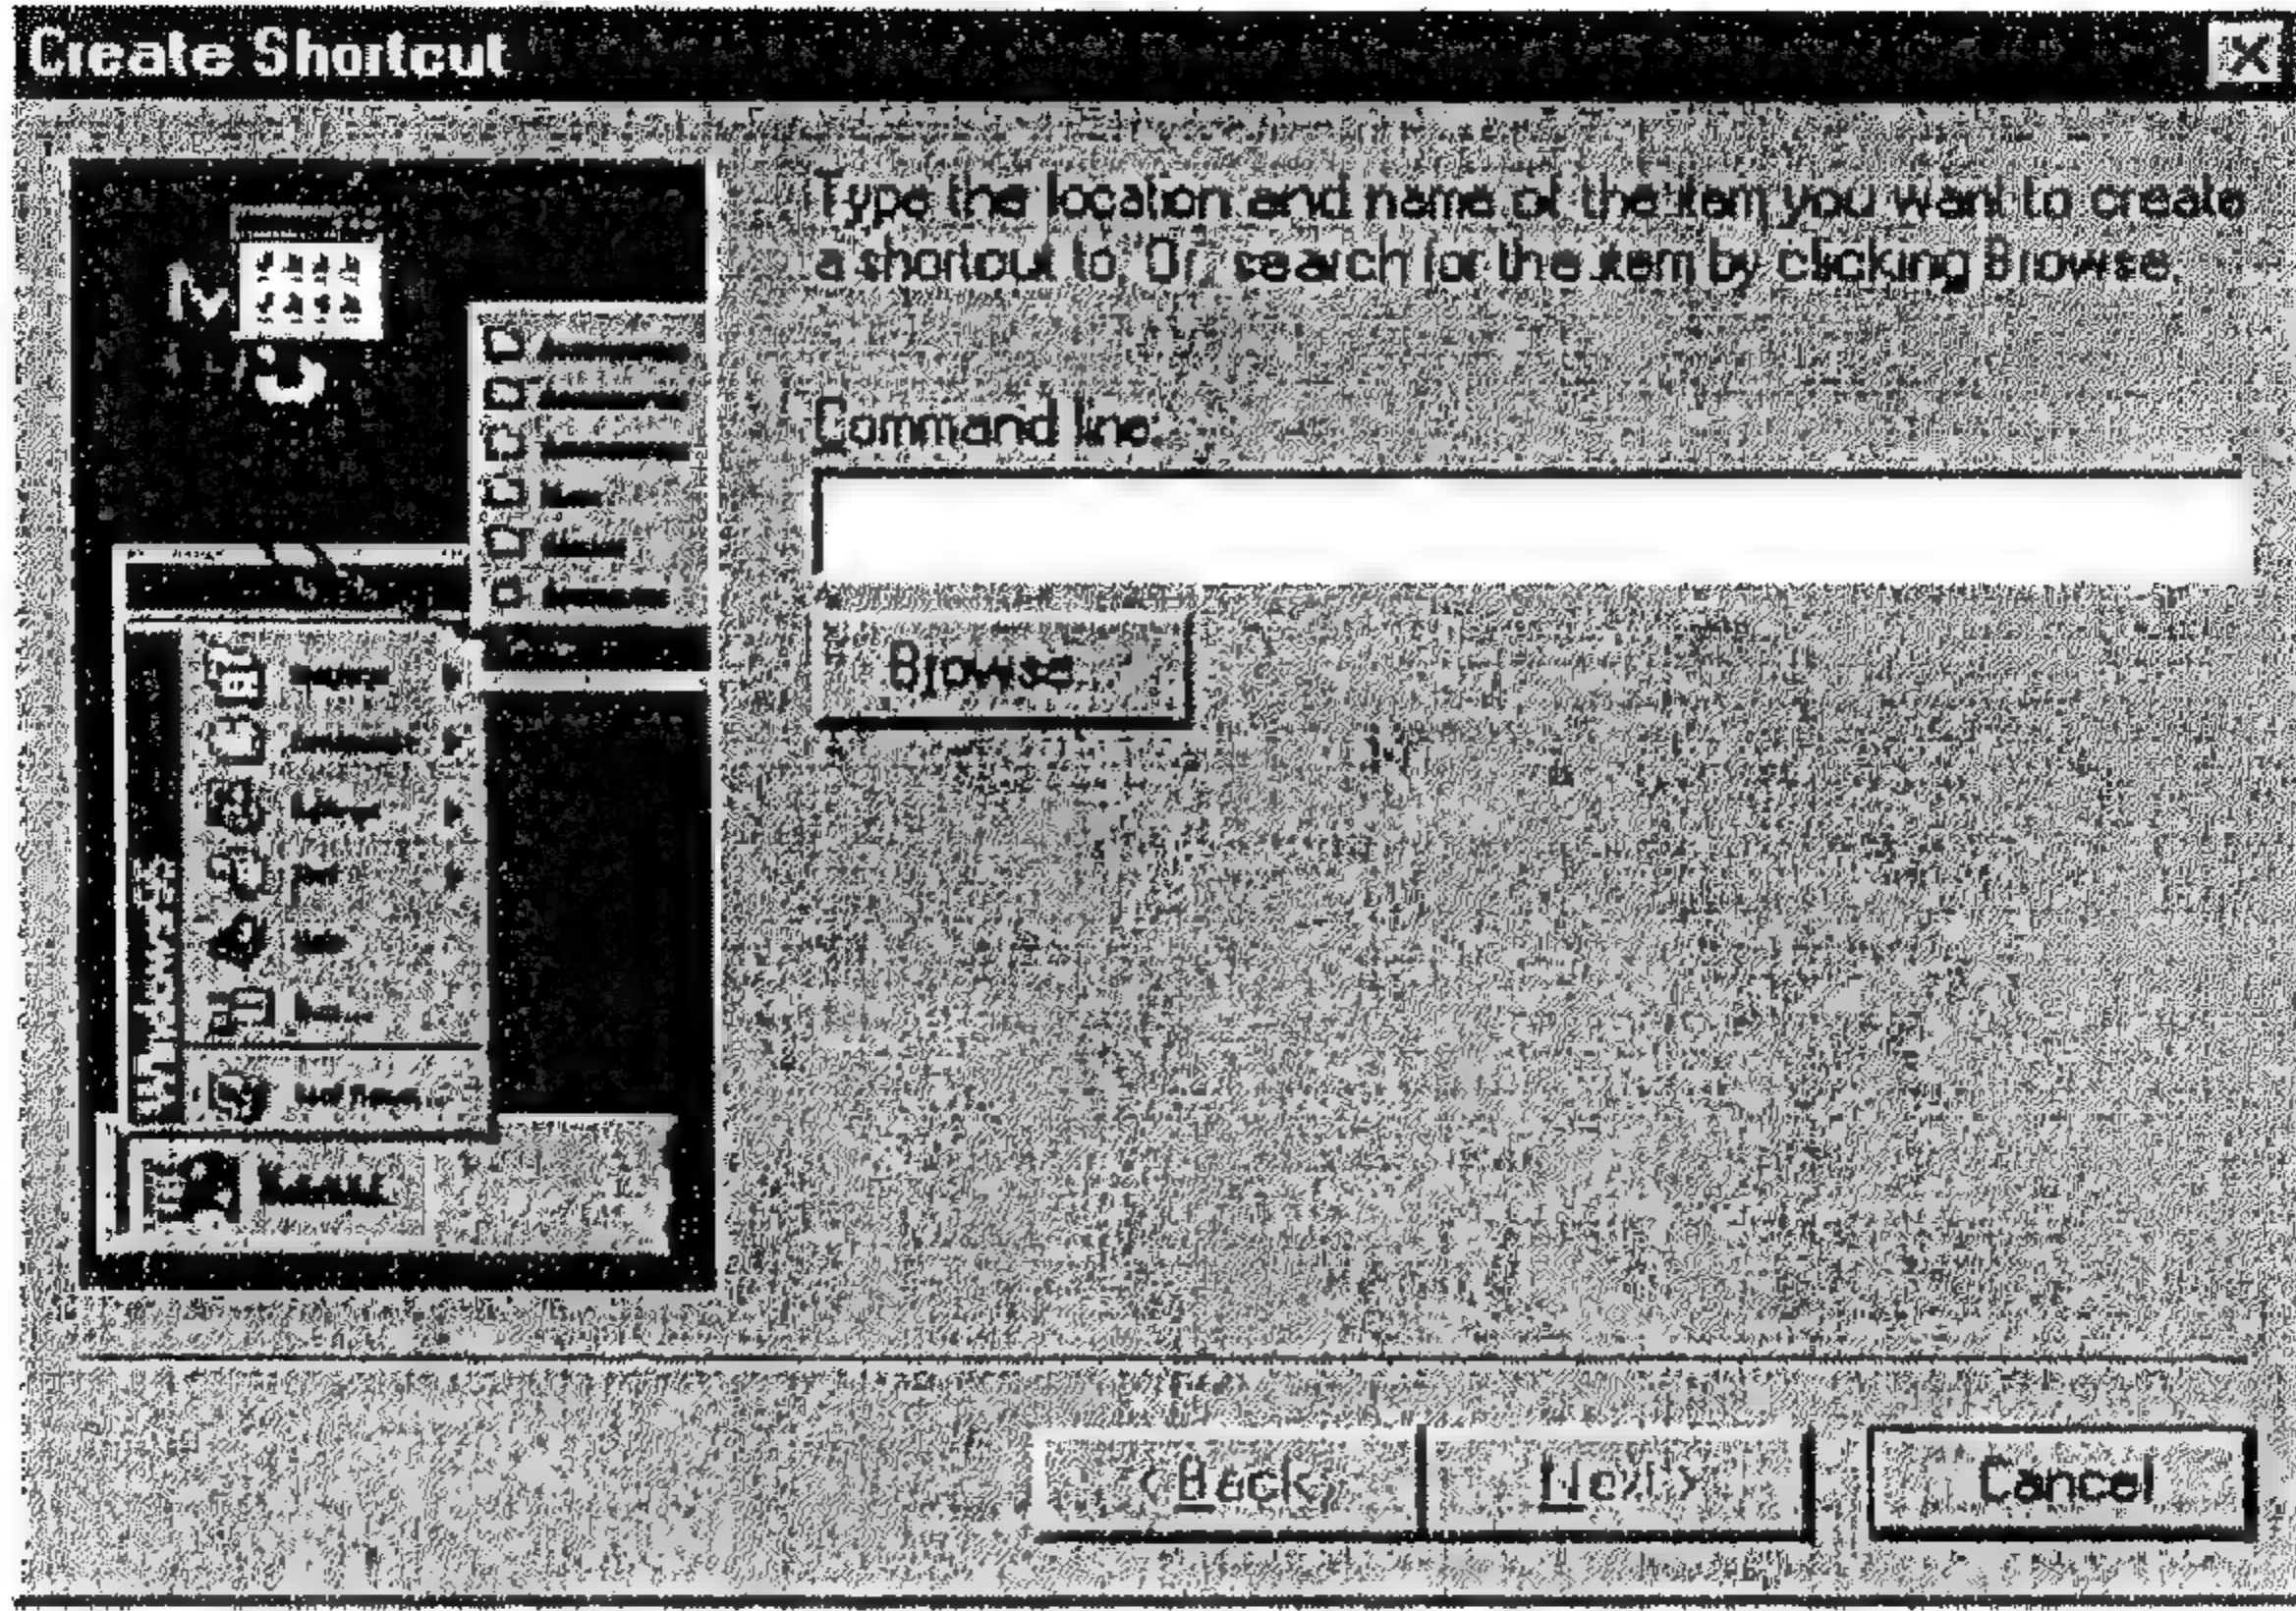 Create Shortcut
Type the location and name of the item you want to create
a shortcut to. Or, search for the item by clicking Browse.
Command line:
Browse...
< Back
Next >
Cancel